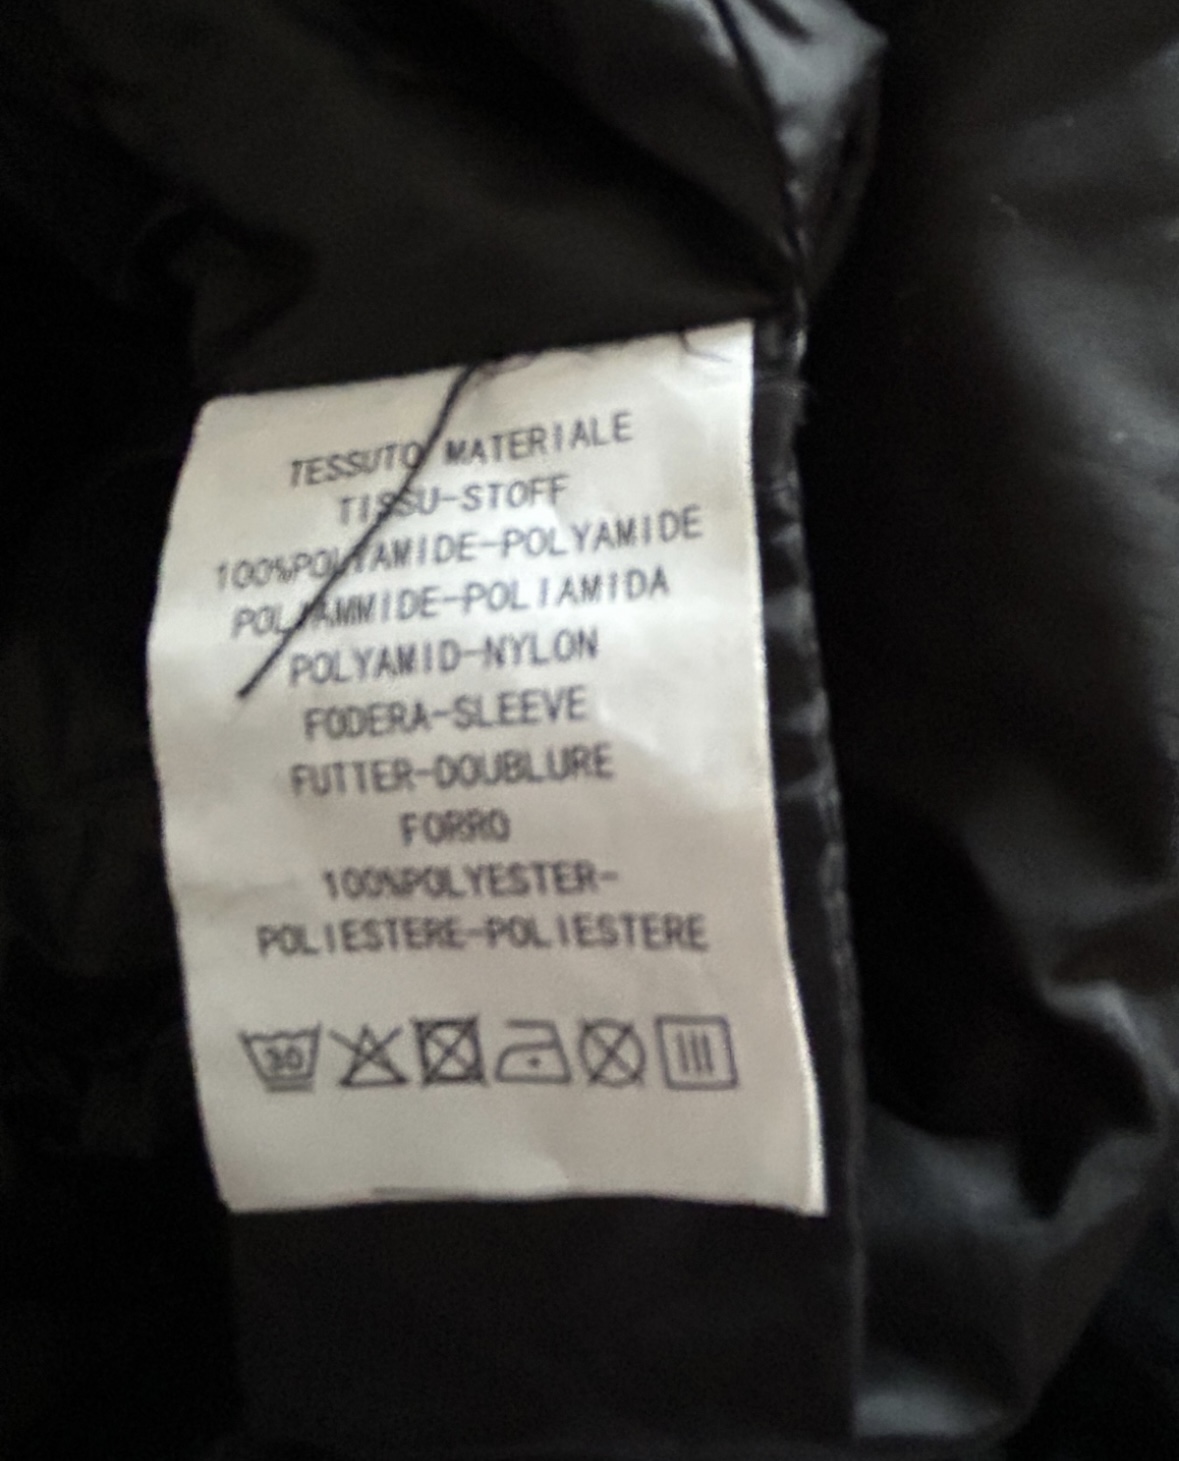 TESSUTO MATERIALE
TISSU-STOFF
100%POLYAMIDE-POLYAMIDE
POLIAMMIDE-POLIAMIDA
POLYAMID-NYLON
FODERA-SLEEVE
FUTTER-DOUBLURE
FORRO
100%POLYESTER-
POLIESTERE-POLIESTERE
30